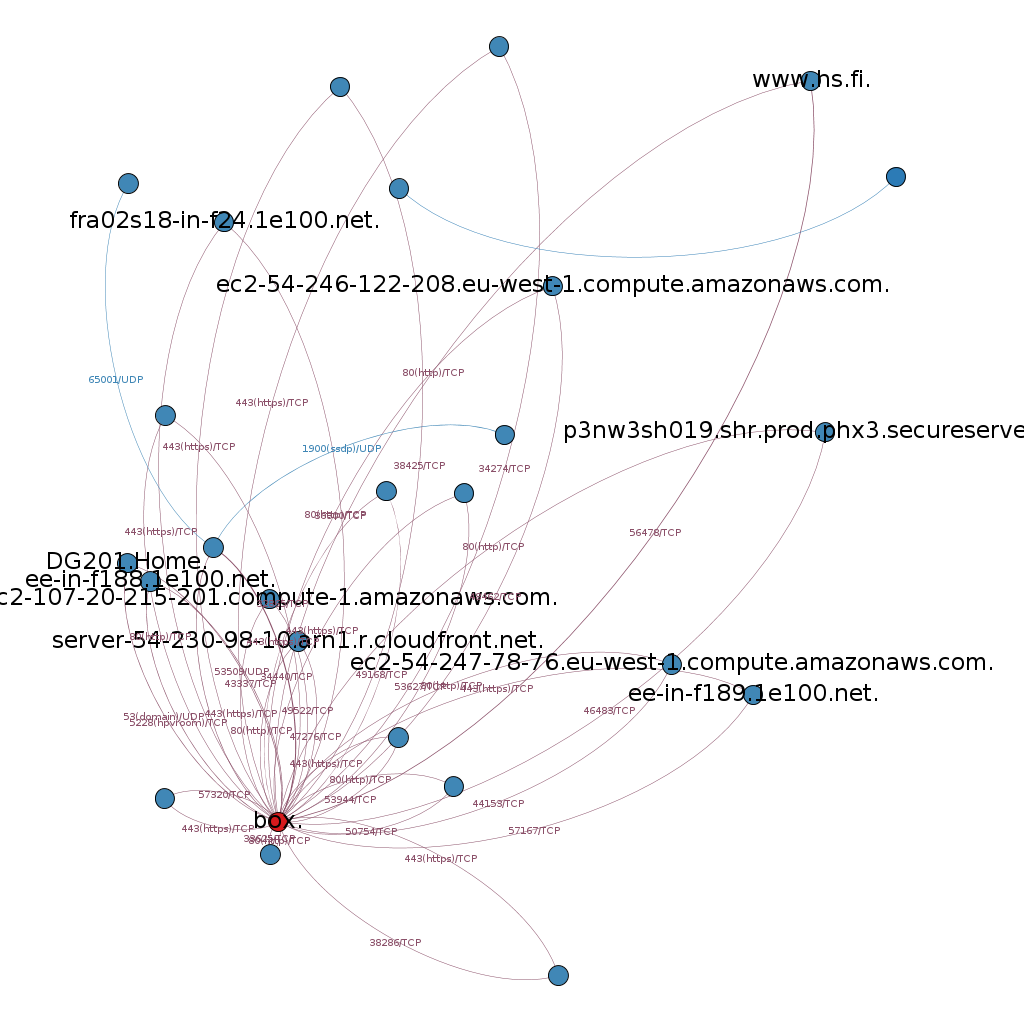 www.hs.fi.
fra02s18-in-f24.1e100.net.
ec2-54-246-122-208.eu-west-1.compute.amazonaws.com.
80(http)/TCP
65001/UDP
443(https)/TCP
p3nw3sh019.shr.prod.phx3.secureserve
443(https)/TCP
1900(ssdp)/UDP
38425/TCP
34274/TCP
80(http)/TCP
443(https)/TCP
56478/TCP
80(http)/TCP
DG201.Home.
ee-in-f188.1e100.net.
c2-107-20-215-201.compute-1.amazonaws.com.
443(https)/TCP
80(http)/TCP
server-54-230-98-10.arn1.r.cloudfront.net.
443(https)/TCP
ec2-54-247-78-76.eu-west-1.compute.amazonaws.com.
53509/UDP
34440/TCP
49168/TCP
43337/TCP
80(http)/TCP
443(https)/TCP
ee-in-f189.1e100.net.
53(domain)/UDP
443(https)/TCP
49522/TCP
46483/TCP
5228(hpvroom)/TCP
80(http)/TCP
47276/TCP
443(https)/TCP
80(http)/TCP
57320/TCP
53944/TCP
44153/TCP
box.
443(https)/TCP
50754/TCP
57167/TCP
38625/TCP
80(http)/TCP
443(https)/TCP
38286/TCP